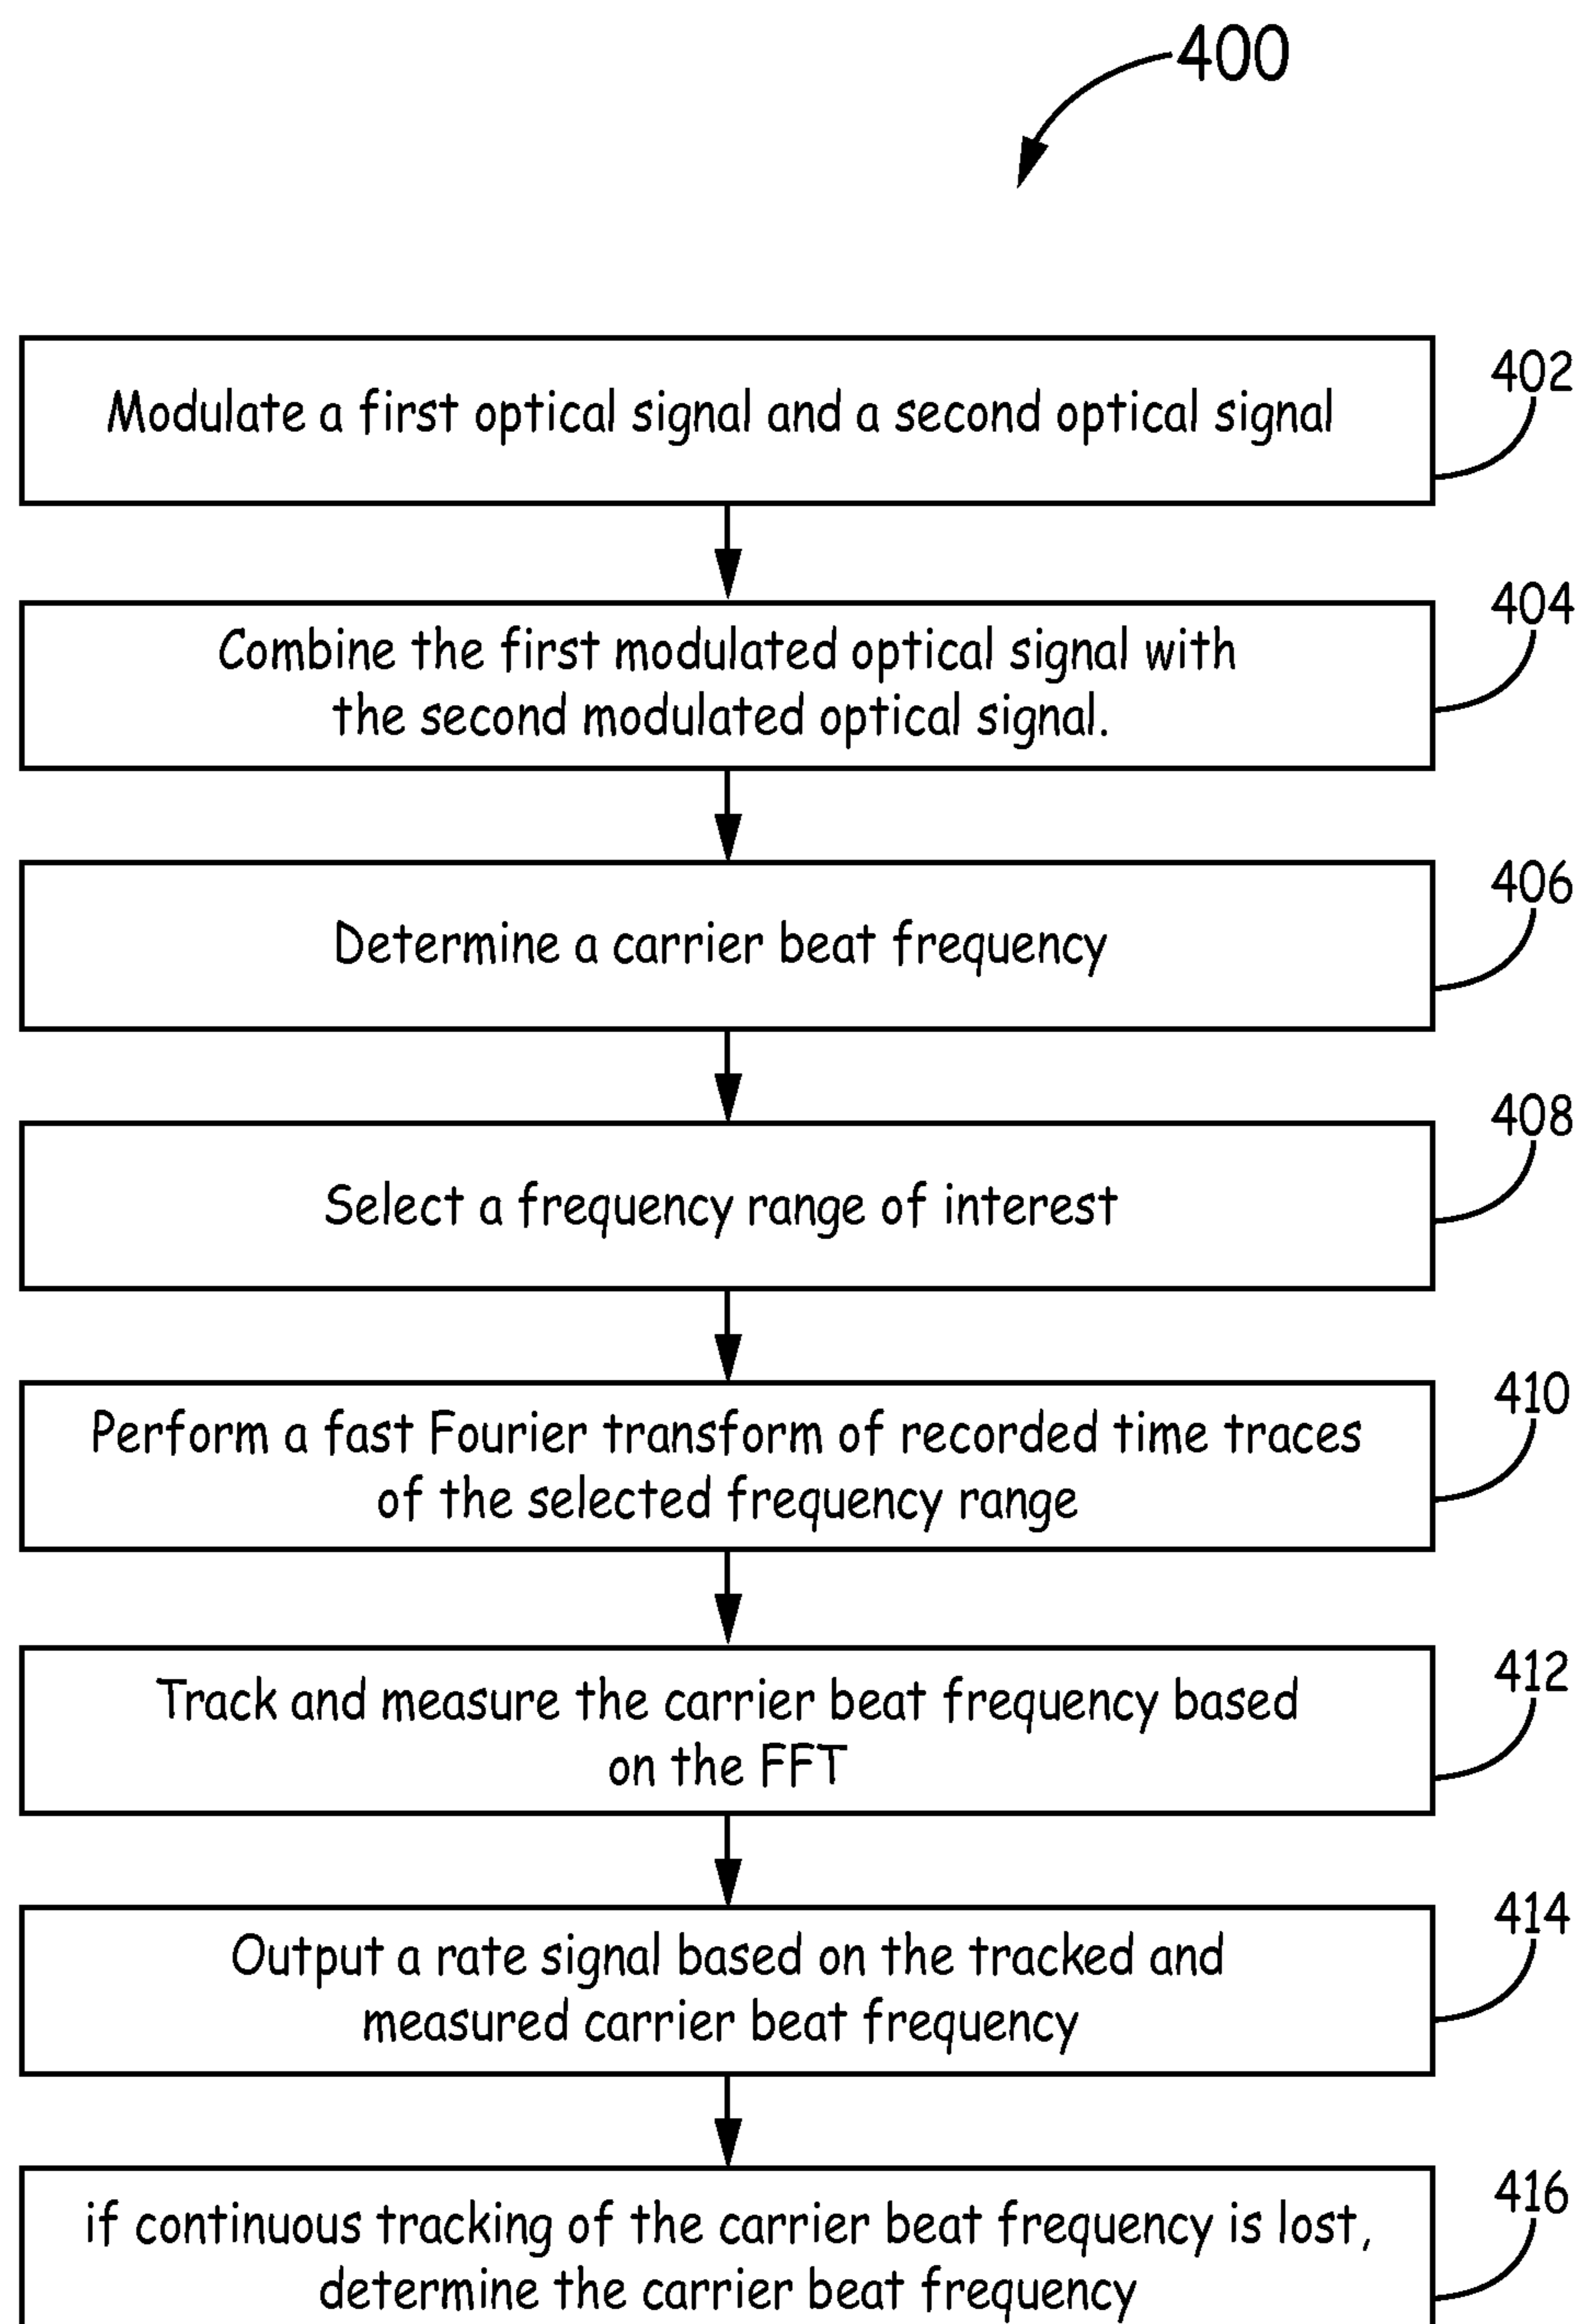 400
402
Modulate a first optical signal and a second optical signal
404
Combine the first modulated optical signal with
the second modulated optical signal.
406
Determine a carrier beat frequency
408
Select a frequency range of interest
410
Perform a fast Fourier transform of recorded time traces
of the selected frequency range
412
Track and measure the carrier beat frequency based
on the FFT
414
Output a rate signal based on the tracked and
measured carrier beat frequency
416
if continuous tracking of the carrier beat frequency is lost,
determine the carrier beat frequency